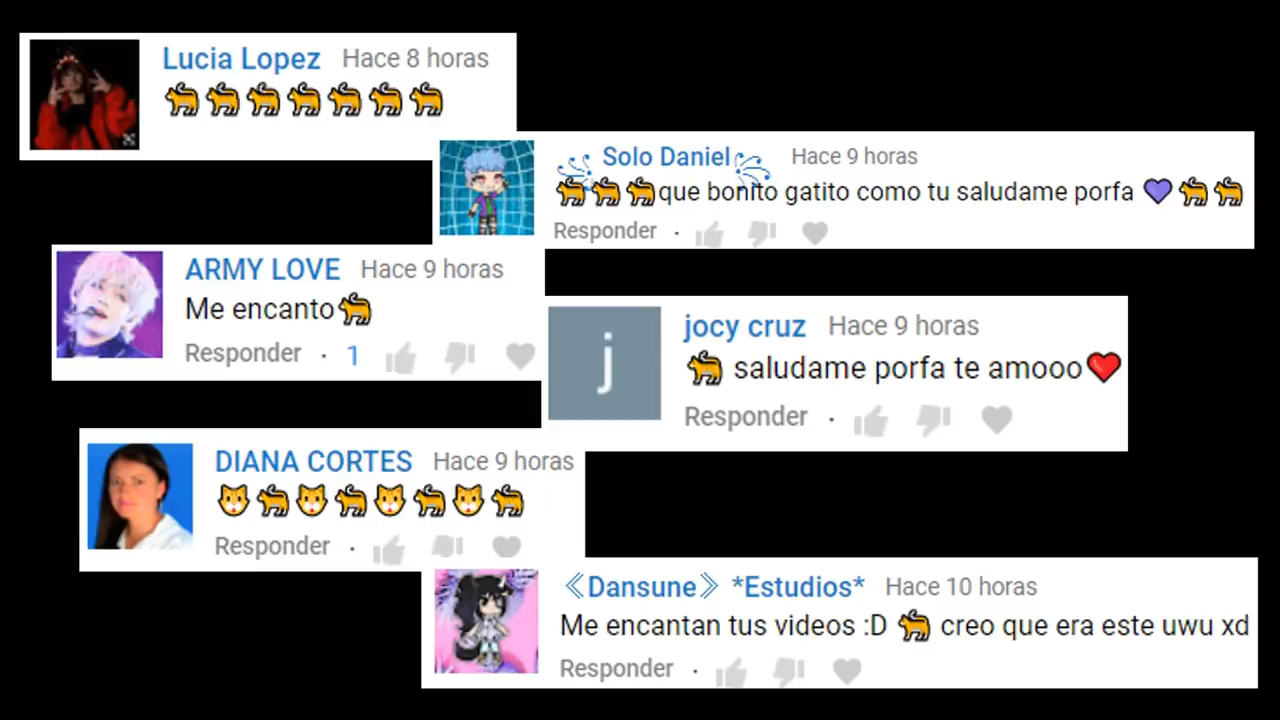 Lucia Lopez Hace 8 horas
🐈🐈🐈🐈🐈🐈🐈
Solo Daniel Hace 9 horas
🐈🐈🐈que bonito gatito como tu saludame porfa 💜🐈🐈
Responder ·
ARMY LOVE Hace 9 horas
Me encanto🐈
Responder · 1
j
jocy cruz Hace 9 horas
🐈 saludame porfa te amooo❤️
Responder ·
DIANA CORTES Hace 9 horas
🐱🐈🐱🐈🐱🐈🐱🐈
Responder ·
《Dansune》 *Estudios* Hace 10 horas
Me encantan tus videos :D 🐈 creo que era este uwu xd
Responder ·